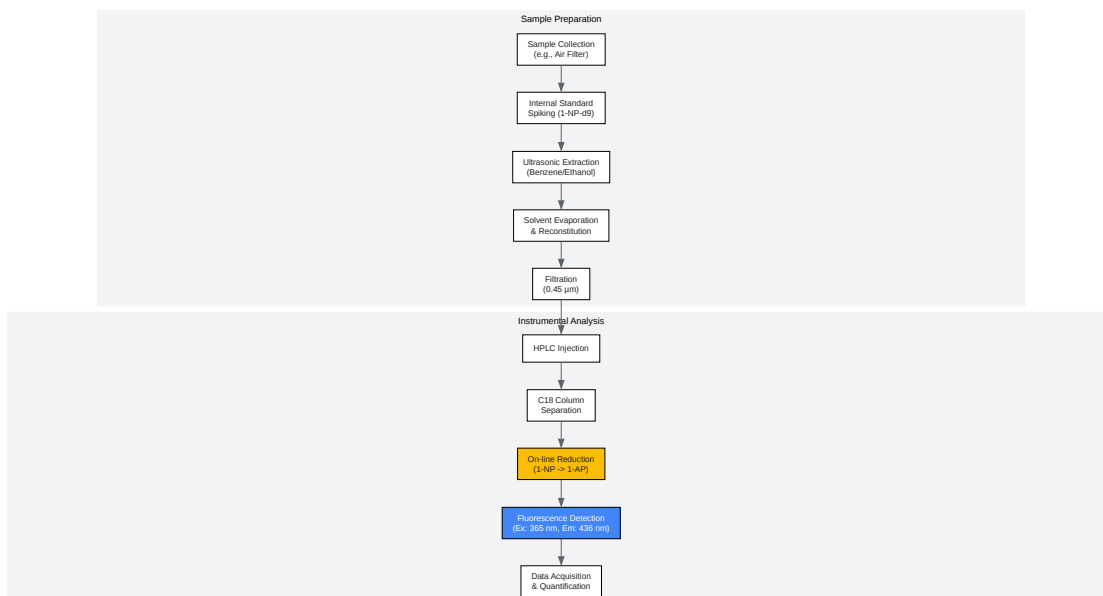 Sample Preparation
Sample Collection
(e.g., Air Filter)
Internal Standard
Spiking (1-NP-d9)
Ultrasonic Extraction
(Benzene/Ethanol)
Solvent Evaporation
& Reconstitution
Filtration
(0.45 µm)
Instrumental Analysis
HPLC Injection
C18 Column
Separation
On-line Reduction
(1-NP -> 1-AP)
Fluorescence Detection
(Ex: 365 nm, Em: 436 nm)
Data Acquisition
& Quantification